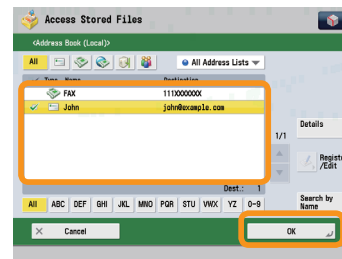 Access Stored Files
<Address Book (Local)>
All All Address Lists
Type Name Destination
FAX 111XXXXXXX
John john@example.com
Details
1/1
Register
/Edit
Dest.: 1
All ABC DEF GHI JKL MNO PQR STU VWX YZ 0-9
Search by
Name
Cancel OK